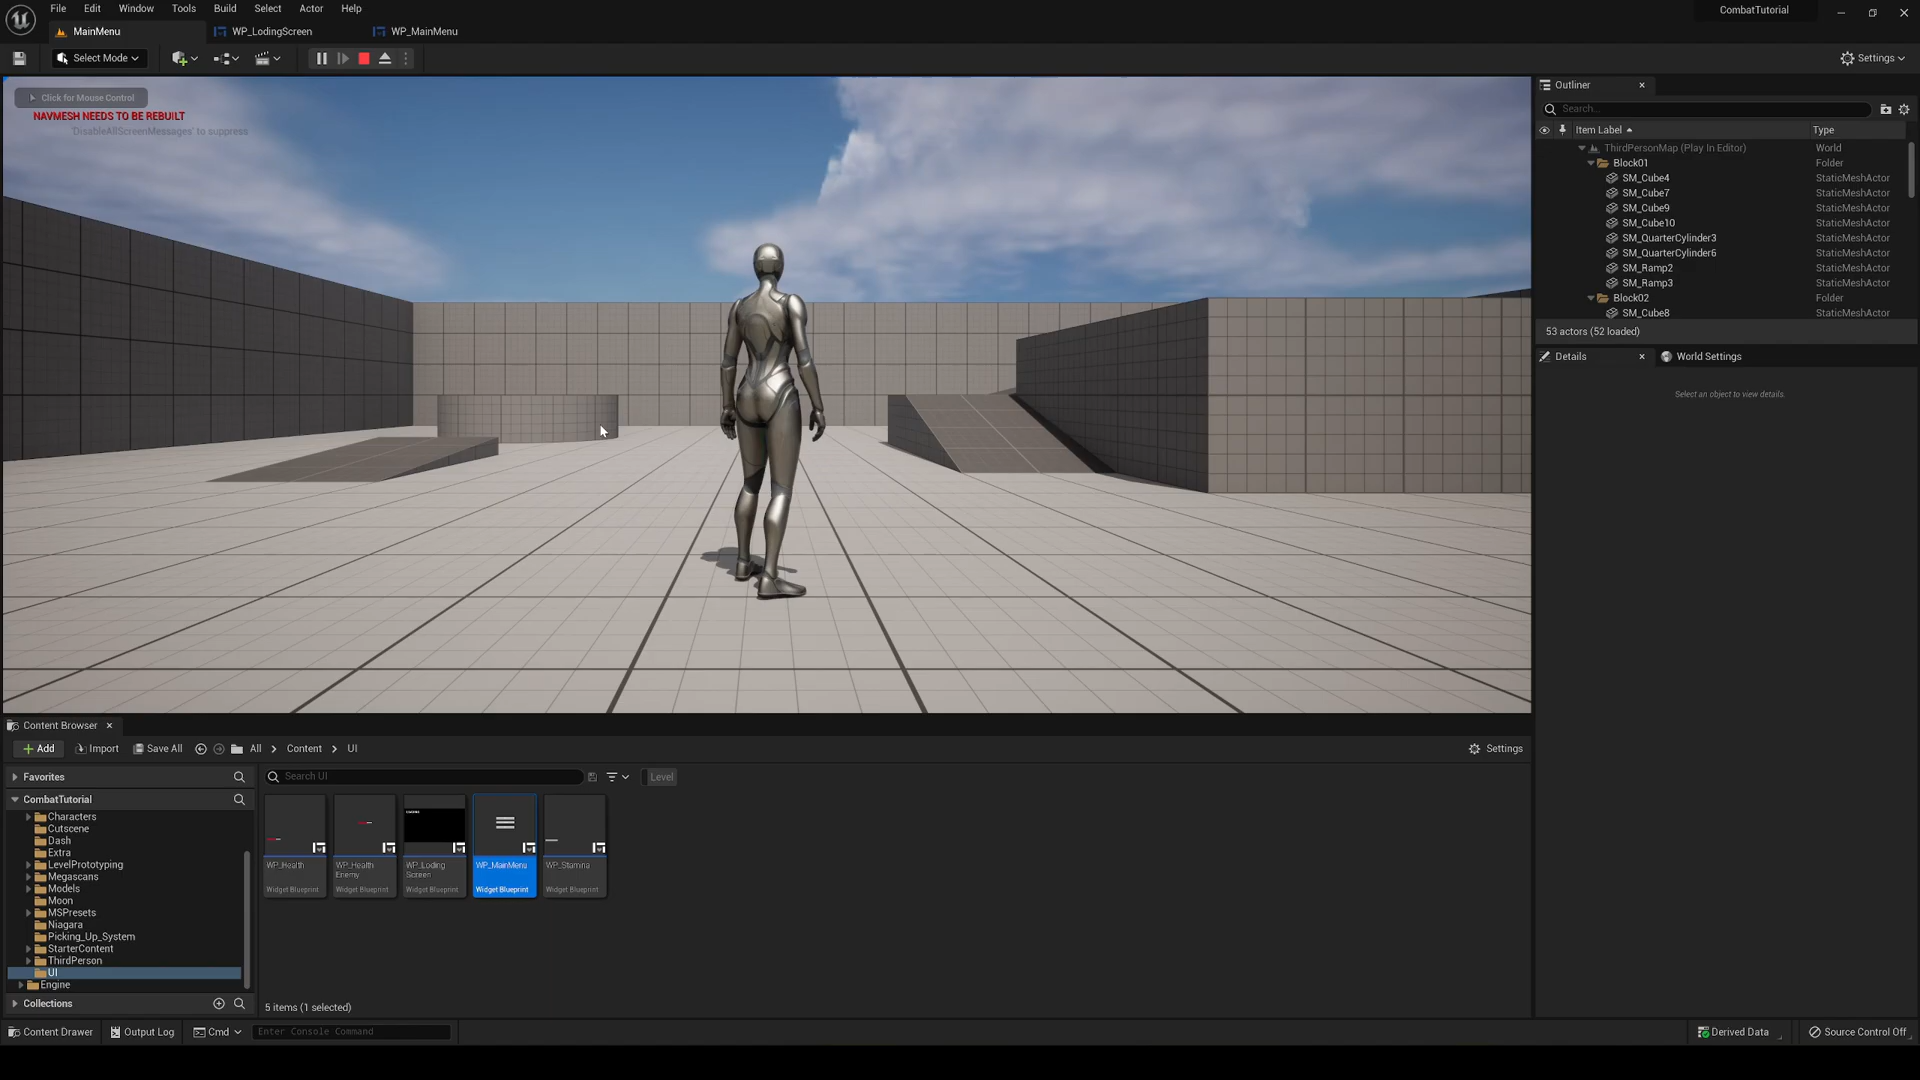 File Edit Window Tools Build Select Actor Help
CombatTutorial
MainMenu
WP_LodingScreen
WP_MainMenu
Select Mode
Settings
Click for Mouse Control
NAVMESH NEEDS TO BE REBUILT
'DisableAllScreenMessages' to suppress
Outliner
Search...
Item Label Type
ThirdPersonMap (Play In Editor) World
Block01 Folder
SM_Cube4 StaticMeshActor
SM_Cube7 StaticMeshActor
SM_Cube9 StaticMeshActor
SM_Cube10 StaticMeshActor
SM_QuarterCylinder3 StaticMeshActor
SM_QuarterCylinder6 StaticMeshActor
SM_Ramp2 StaticMeshActor
SM_Ramp3 StaticMeshActor
Block02 Folder
SM_Cube8 StaticMeshActor
53 actors (52 loaded)
Details
World Settings
Select an object to view details.
Content Browser
Add Import Save All All Content UI
Settings
Favorites
Search UI
Level
CombatTutorial
Characters
Cutscene
Dash
Extra
LevelPrototyping
Megascans
Models
Moon
MSPresets
Niagara
Picking_Up_System
StarterContent
ThirdPerson
UI
Engine
Collections
WP_Health
Widget Blueprint
WP_Health
Enemy
Widget Blueprint
WP_Loding
Screen
Widget Blueprint
WP_MainMenu
Widget Blueprint
WP_Stamina
Widget Blueprint
5 items (1 selected)
Content Drawer Output Log Cmd Enter Console Command
Derived Data Source Control Off